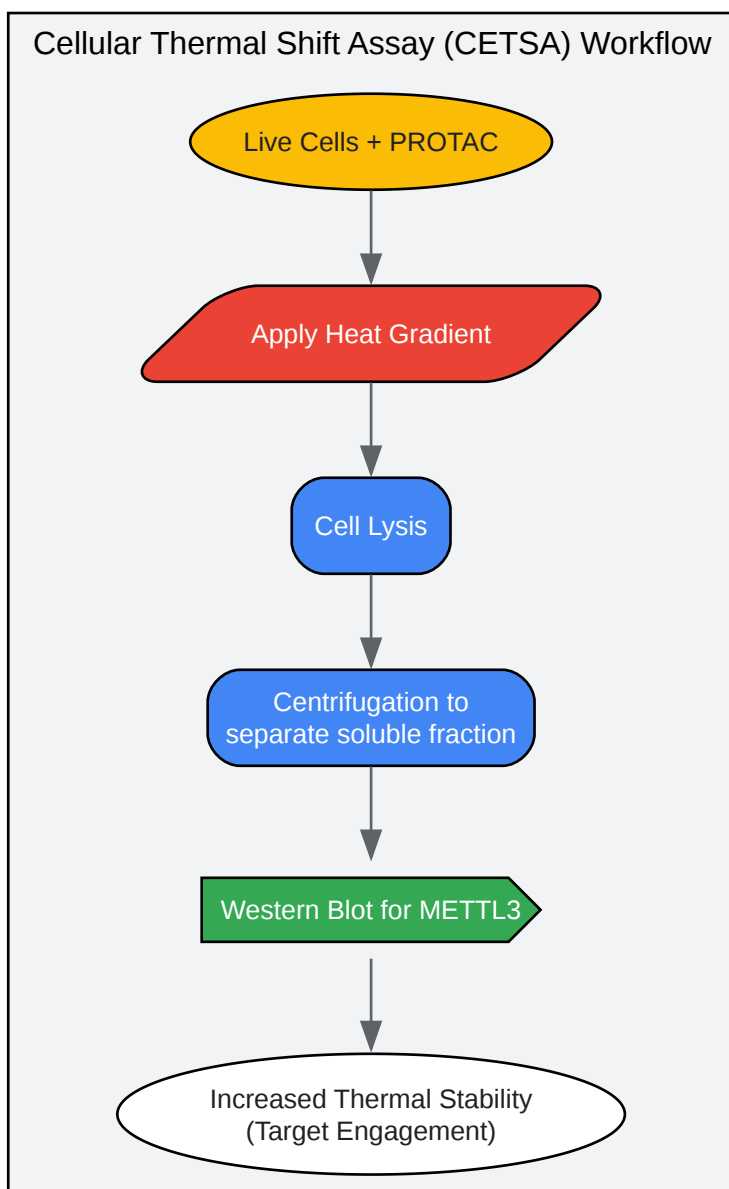 Cellular Thermal Shift Assay (CETSA) Workflow
Live Cells + PROTAC
Apply Heat Gradient
Cell Lysis
Centrifugation to
separate soluble fraction
Western Blot for METTL3
Increased Thermal Stability
(Target Engagement)